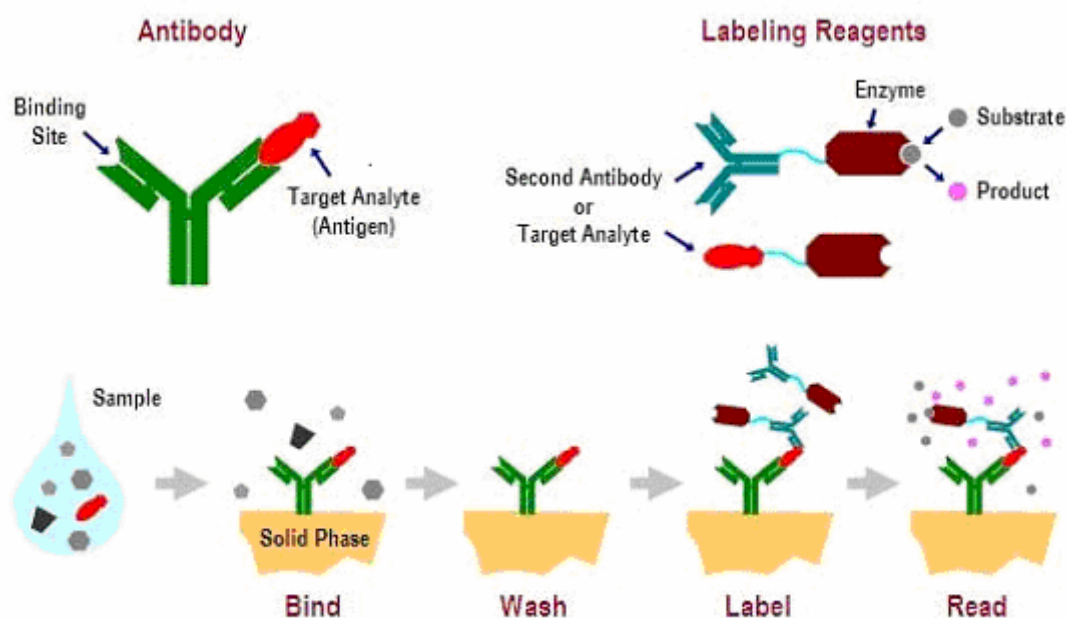 Antibody
Labeling Reagents
Binding
Site
Target Analyte
(Antigen)
Enzyme
Substrate
Product
Second Antibody
or
Target Analyte
Sample
Solid Phase
Bind
Wash
Label
Read